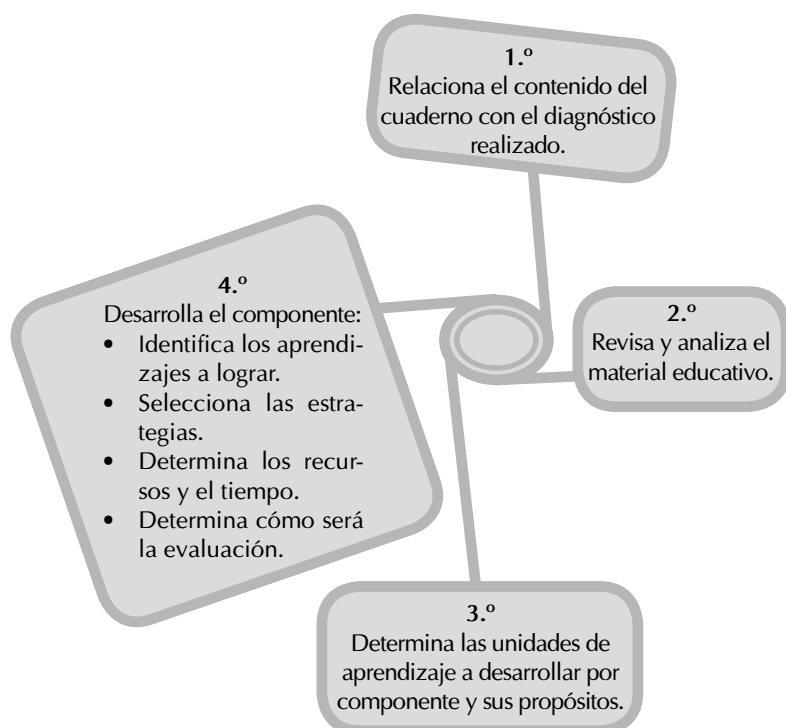 1.º
Relaciona el contenido del
cuaderno con el diagnóstico
realizado.
2.º
Revisa y analiza el
material educativo.
3.º
Determina las unidades de
aprendizaje a desarrollar por
componente y sus propósitos.
4.º
Desarrolla el componente:
• Identifica los aprendi-
zajes a lograr.
• Selecciona las estra-
tegias.
• Determina los recur-
sos y el tiempo.
• Determina cómo será
la evaluación.